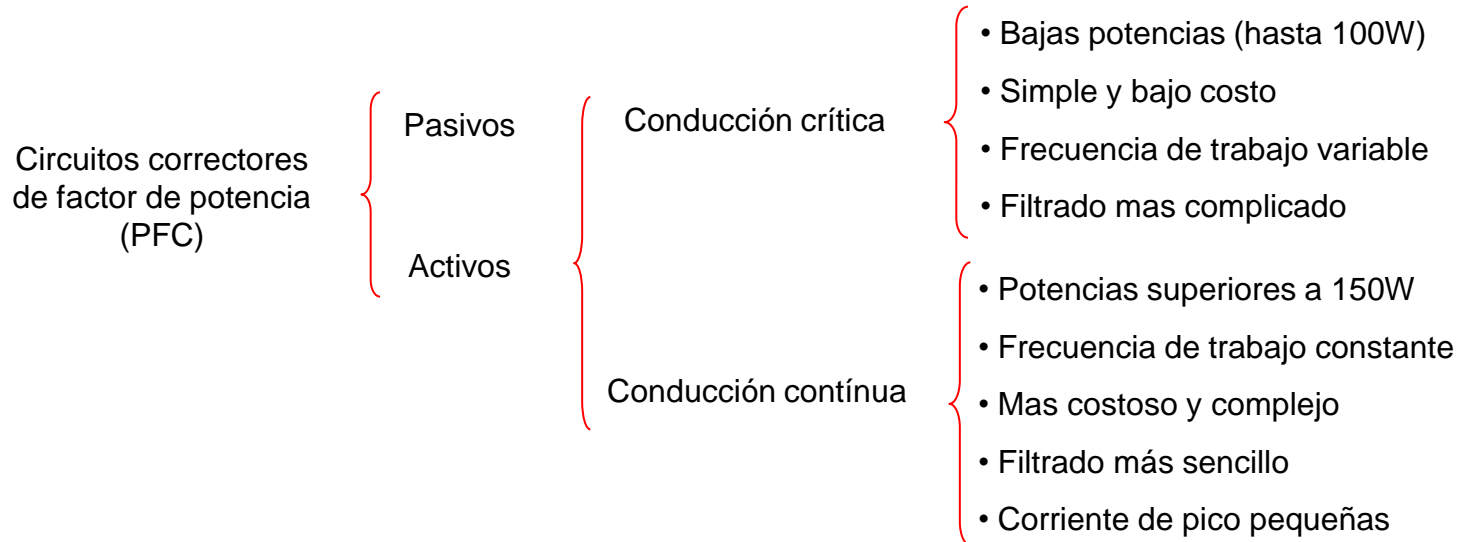 Circuitos correctores
de factor de potencia
(PFC)
Pasivos
Activos
Conducción crítica
• Bajas potencias (hasta 100W)
• Simple y bajo costo
• Frecuencia de trabajo variable
• Filtrado mas complicado
Conducción contínua
• Potencias superiores a 150W
• Frecuencia de trabajo constante
• Mas costoso y complejo
• Filtrado más sencillo
• Corriente de pico pequeñas